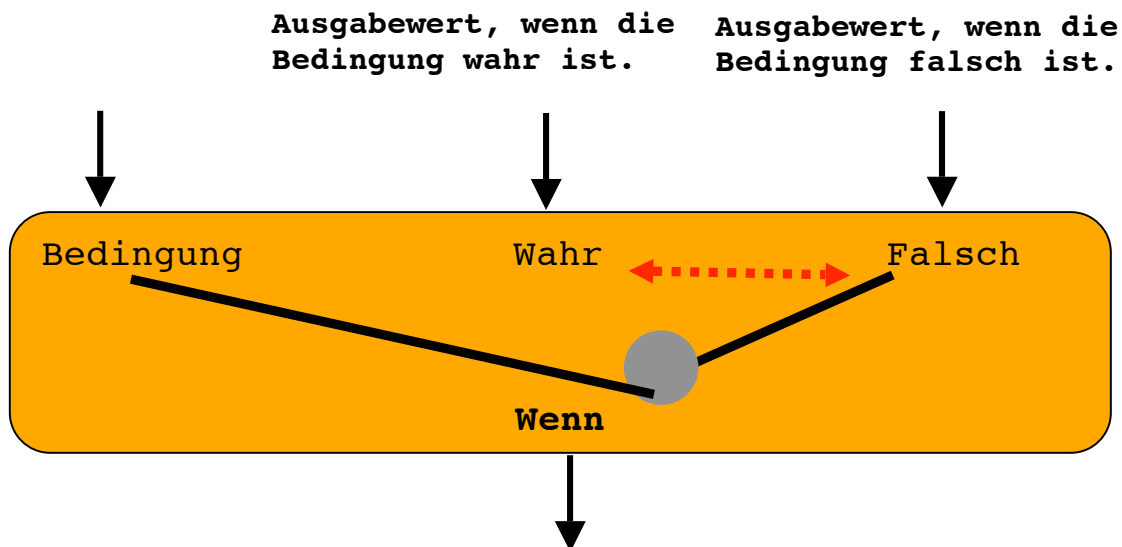 Ausgabewert, wenn die
Bedingung wahr ist.
Ausgabewert, wenn die
Bedingung falsch ist.
Bedingung
Wahr
Falsch
Wenn